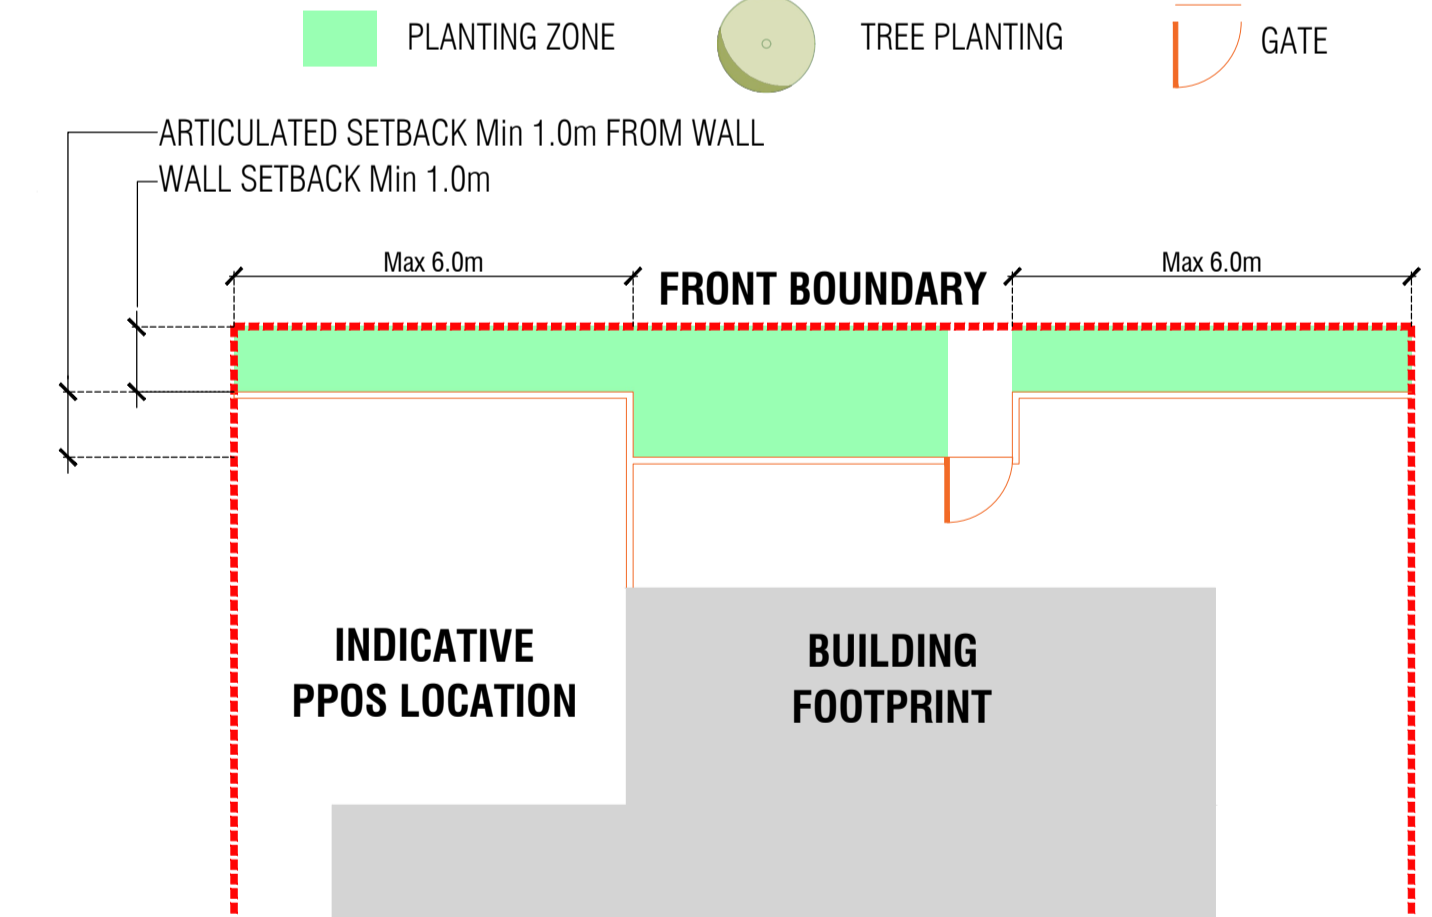 PLANTING ZONE
TREE PLANTING
GATE
ARTICULATED SETBACK Min 1.0m FROM WALL
WALL SETBACK Min 1.0m
Max 6.0m
FRONT BOUNDARY
Max 6.0m
INDICATIVE
PPOS LOCATION
BUILDING
FOOTPRINT